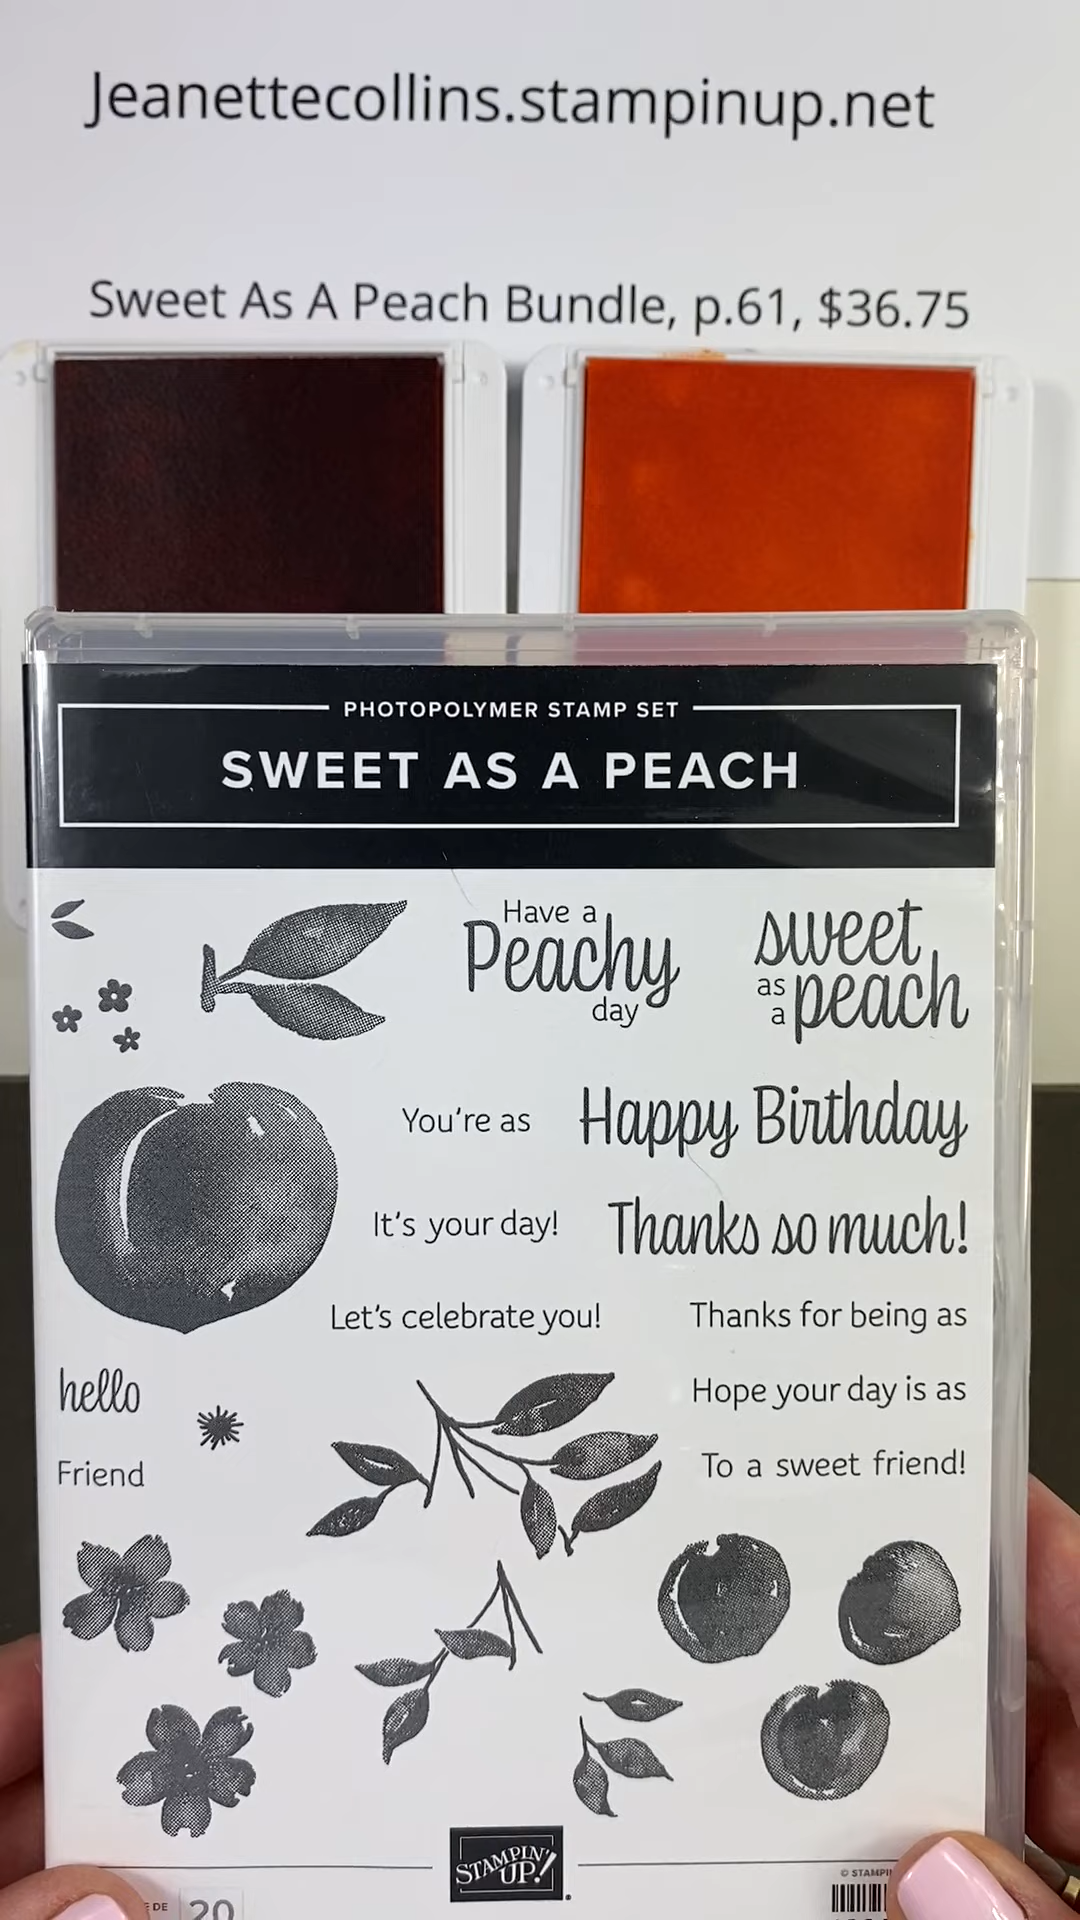 Jeanettecollins.stampinup.net
Sweet As A Peach Bundle, p.61, $36.75
PHOTOPOLYMER STAMP SET
SWEET AS A PEACH
Have a
Peachy
day
sweet
as
a peach
You're as
Happy Birthday
It's your day!
Thanks so much!
Let's celebrate you!
Thanks for being as
hello
Hope your day is as
Friend
To a sweet friend!
STAMPIN'
UP!
©
DE
20